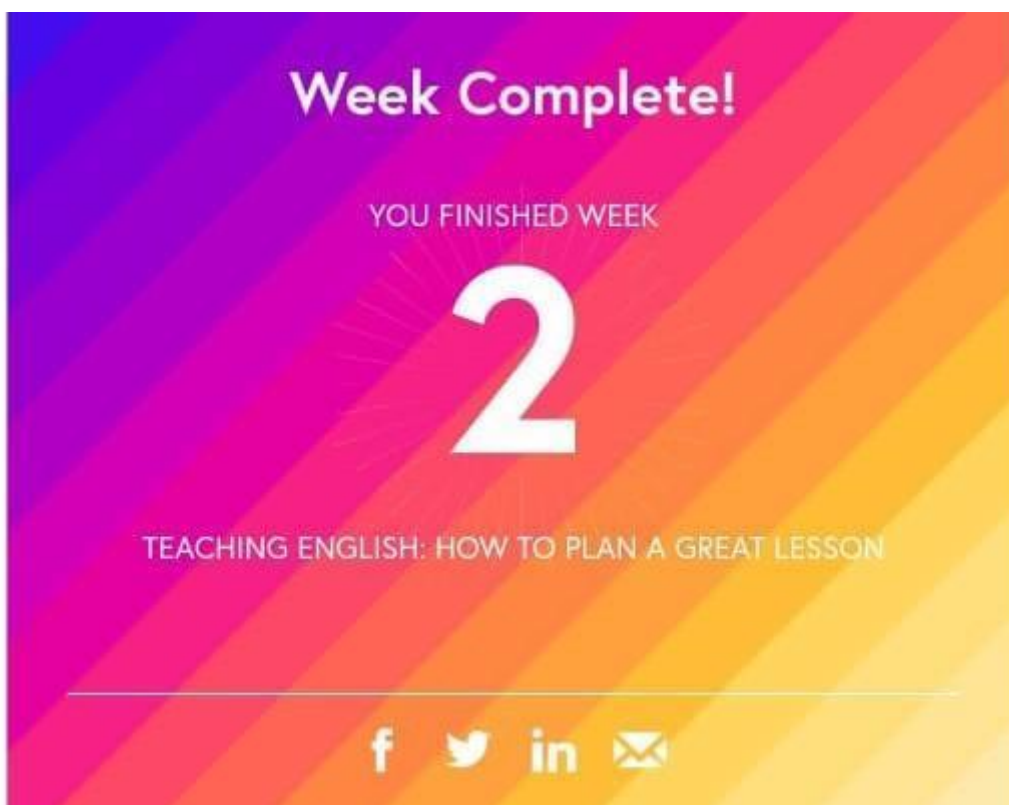 Week Complete!
YOU FINISHED WEEK
2
TEACHING ENGLISH: HOW TO PLAN A GREAT LESSON